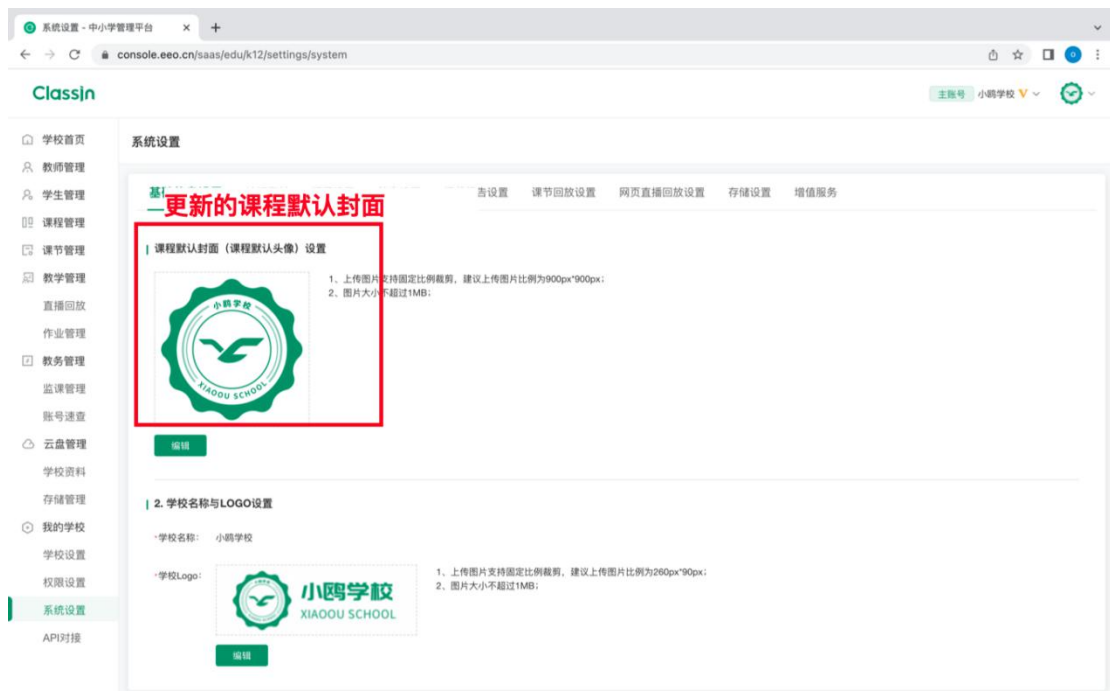 系统设置 - 中小学管理平台
console.eeo.cn/saas/edu/k12/settings/system
ClassIn
主账号 小鸥学校 V
学校首页
教师管理
学生管理
课程管理
课节管理
教学管理
直播回放
作业管理
教务管理
监课管理
账号速查
云盘管理
学校资料
存储管理
我的学校
学校设置
权限设置
系统设置
API对接
系统设置
告设置 课节回放设置 网页直播回放设置 存储设置 增值服务
更新的课程默认封面
课程默认封面（课程默认头像）设置
小鸥学校
XIAOOU SCHOOL
1、上传图片支持固定比例裁剪，建议上传图片比例为900px*900px；
2、图片大小不超过1MB；
编辑
2. 学校名称与LOGO设置
*学校名称： 小鸥学校
*学校Logo：
小鸥学校
XIAOOU SCHOOL
1、上传图片支持固定比例裁剪，建议上传图片比例为260px*90px；
2、图片大小不超过1MB；
编辑